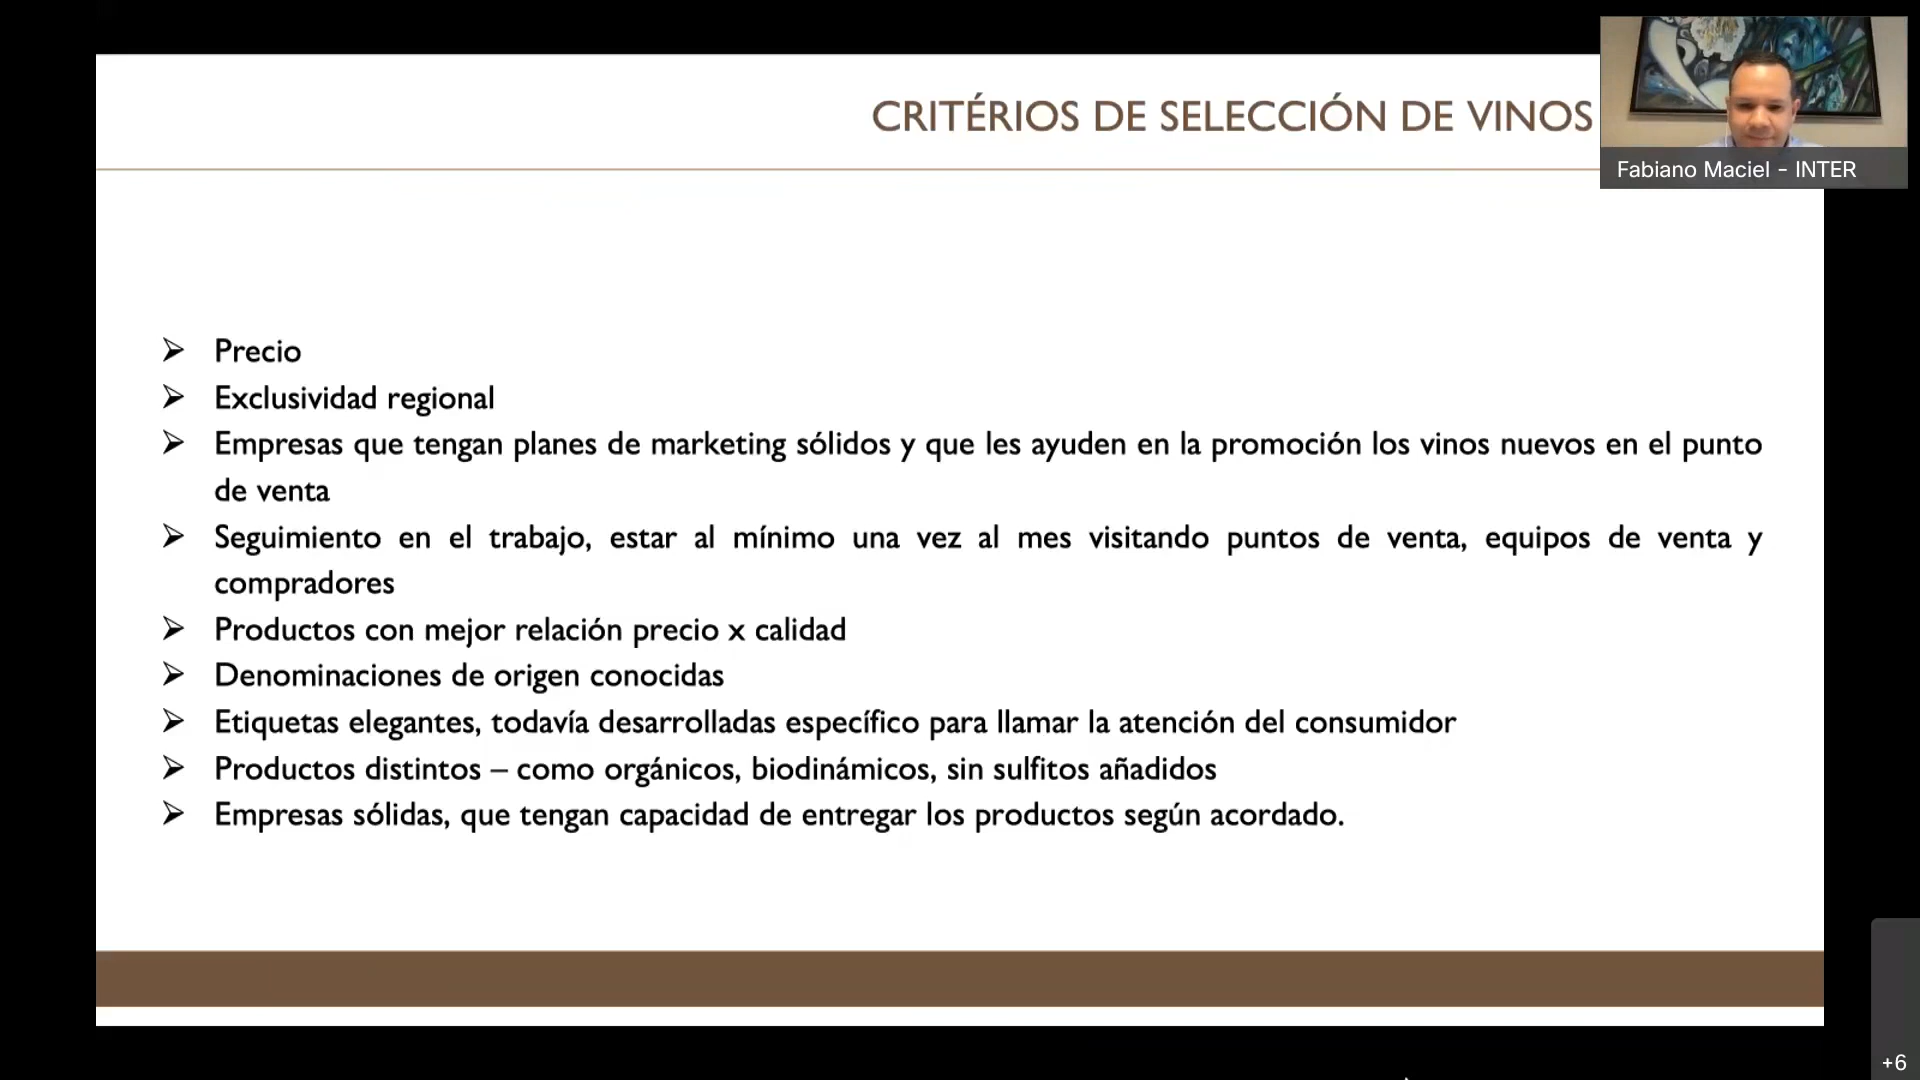 CRITÉRIOS DE SELECCIÓN DE VINOS
Fabiano Maciel - INTER
➢ Precio
➢ Exclusividad regional
➢ Empresas que tengan planes de marketing sólidos y que les ayuden en la promoción los vinos nuevos en el punto
de venta
➢ Seguimiento en el trabajo, estar al mínimo una vez al mes visitando puntos de venta, equipos de venta y
compradores
➢ Productos con mejor relación precio x calidad
➢ Denominaciones de origen conocidas
➢ Etiquetas elegantes, todavía desarrolladas específico para llamar la atención del consumidor
➢ Productos distintos – como orgánicos, biodinámicos, sin sulfitos añadidos
➢ Empresas sólidas, que tengan capacidad de entregar los productos según acordado.
+6